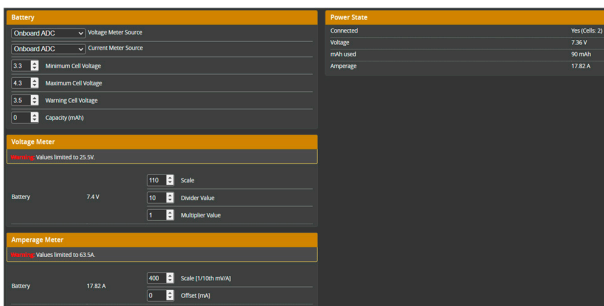 Battery
Onboard ADC Voltage Meter Source
Onboard ADC Current Meter Source
3.3 Minimum Cell Voltage
4.3 Maximum Cell Voltage
3.5 Warning Cell Voltage
0 Capacity (mAh)
Voltage Meter
Values limited to 25.5V.
Battery 7.4 V
110 Scale
10 Divider Value
1 Multiplier Value
Amperage Meter
Values limited to 63.5A.
Battery 17.82 A
400 Scale [1/10th mV/A]
0 Offset [mA]
Power State
Connected Yes (Cells: 2)
Voltage 7.36 V
mAh used 90 mAh
Amperage 17.82 A